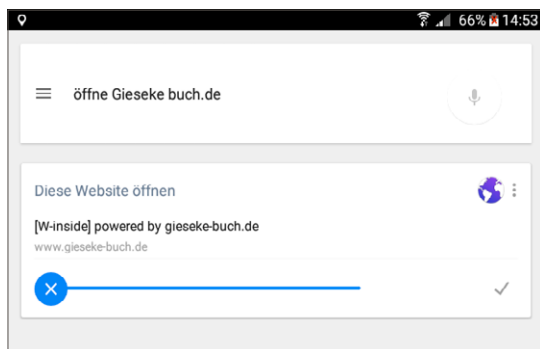 66% 14:53
öffne Gieseke buch.de
Diese Website öffnen
[W-inside] powered by gieseke-buch.de
www.gieseke-buch.de